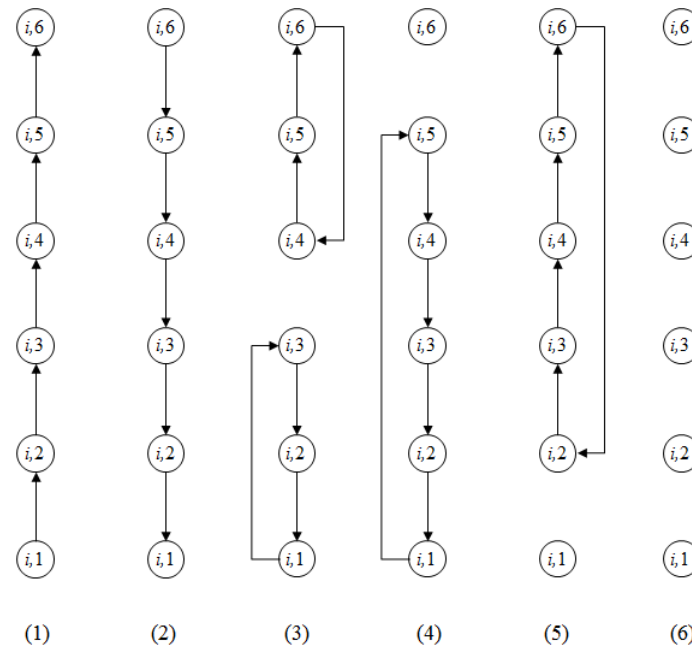 i,6 i,6 i,6 i,6 i,6 i,6
i,5 i,5 i,5 i,5 i,5 i,5
i,4 i,4 i,4 i,4 i,4 i,4
i,3 i,3 i,3 i,3 i,3 i,3
i,2 i,2 i,2 i,2 i,2 i,2
i,1 i,1 i,1 i,1 i,1 i,1
(1) (2) (3) (4) (5) (6)